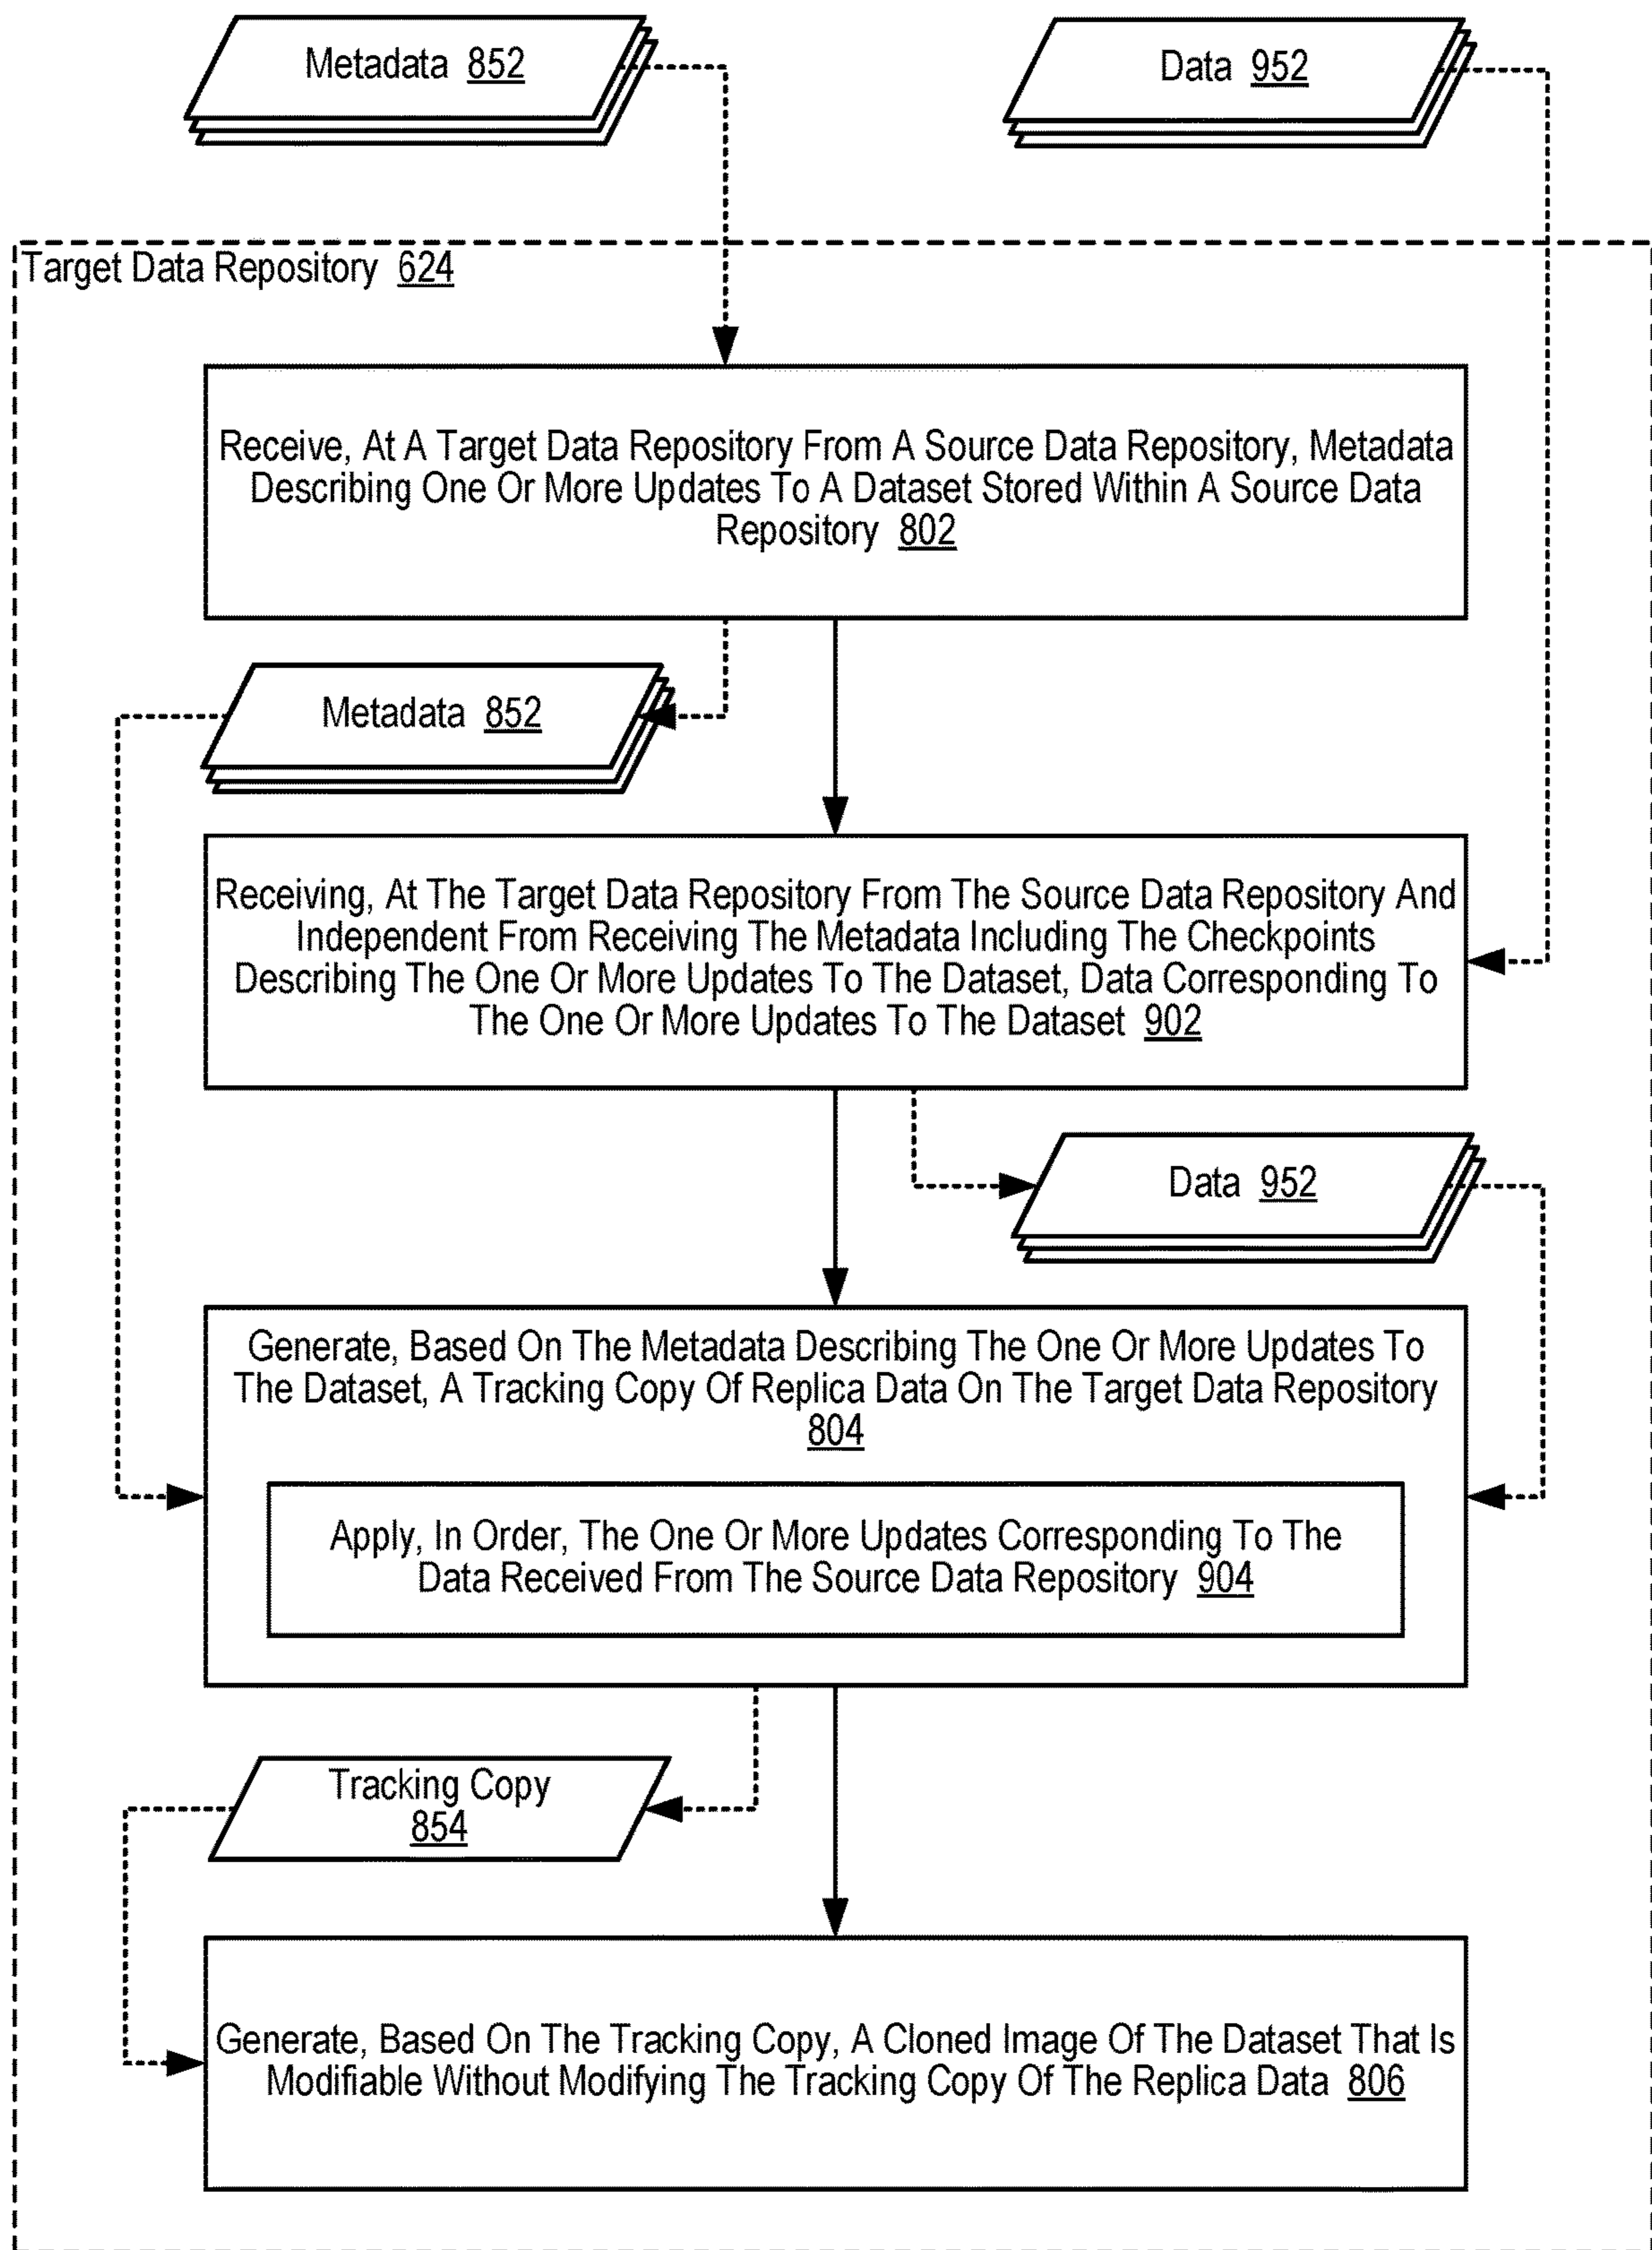 Metadata 852
Data 952
Target Data Repository 624
Receive, At A Target Data Repository From A Source Data Repository, Metadata
Describing One Or More Updates To A Dataset Stored Within A Source Data
Repository 802
Metadata 852
Receiving, At The Target Data Repository From The Source Data Repository And
Independent From Receiving The Metadata Including The Checkpoints
Describing The One Or More Updates To The Dataset, Data Corresponding To
The One Or More Updates To The Dataset 902
Data 952
Generate, Based On The Metadata Describing The One Or More Updates To
The Dataset, A Tracking Copy Of Replica Data On The Target Data Repository
804
Apply, In Order, The One Or More Updates Corresponding To The
Data Received From The Source Data Repository 904
Tracking Copy
854
Generate, Based On The Tracking Copy, A Cloned Image Of The Dataset That Is
Modifiable Without Modifying The Tracking Copy Of The Replica Data 806